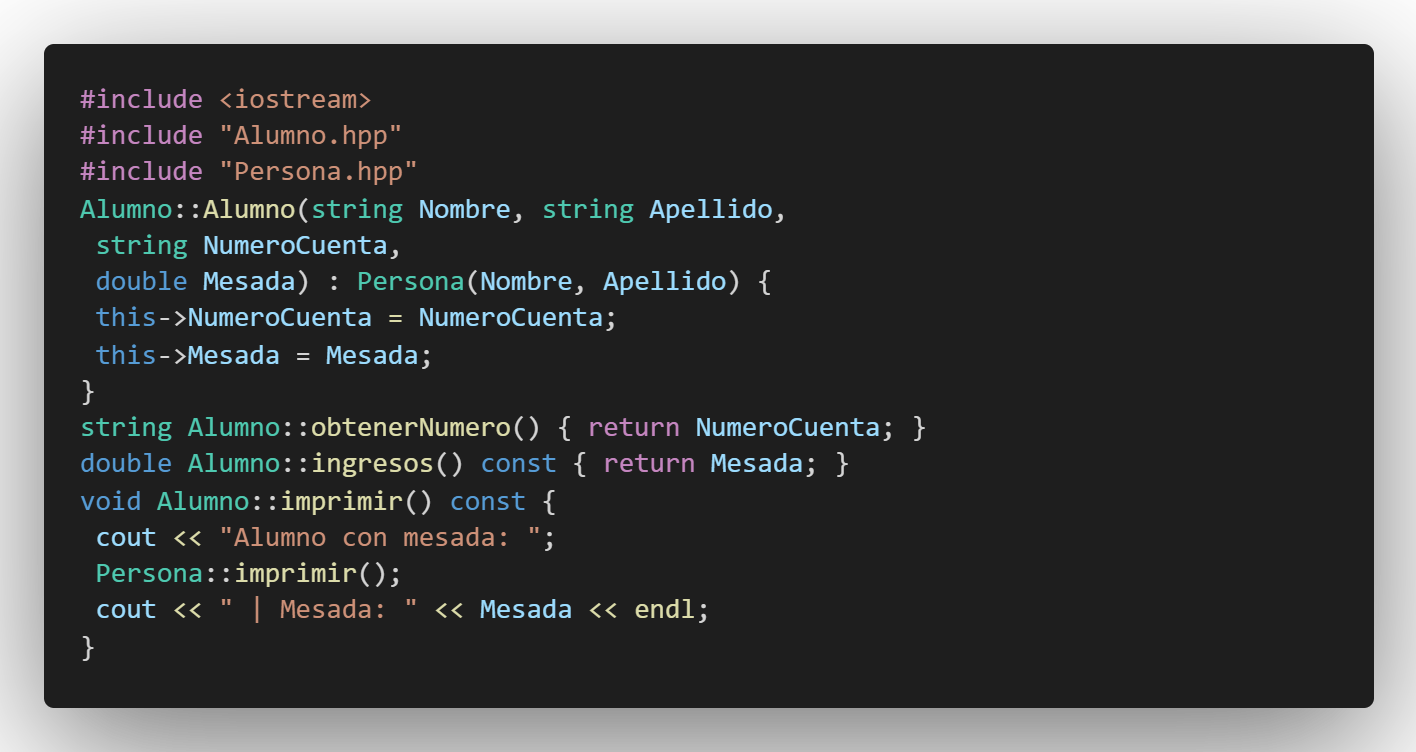 #include <iostream>
#include "Alumno.hpp"
#include "Persona.hpp"
Alumno::Alumno(string Nombre, string Apellido,
 string NumeroCuenta,
 double Mesada) : Persona(Nombre, Apellido) {
 this->NumeroCuenta = NumeroCuenta;
 this->Mesada = Mesada;
}
string Alumno::obtenerNumero() { return NumeroCuenta; }
double Alumno::ingresos() const { return Mesada; }
void Alumno::imprimir() const {
 cout << "Alumno con mesada: ";
 Persona::imprimir();
 cout << " | Mesada: " << Mesada << endl;
}